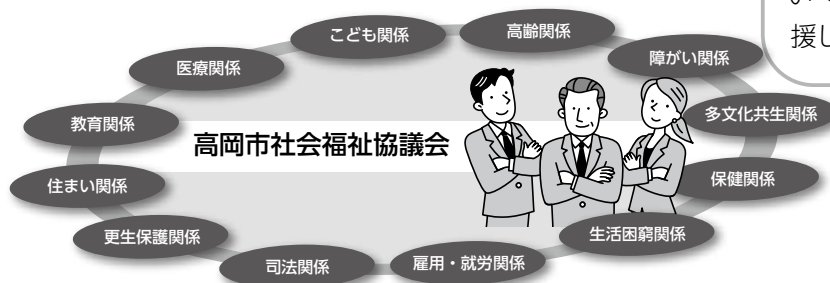 こども関係
高齢関係
医療関係
障がい関係
教育関係
多文化共生関係
高岡市社会福祉協議会
住まい関係
保健関係
更生保護関係
生活困窮関係
司法関係
雇用・就労関係
援し